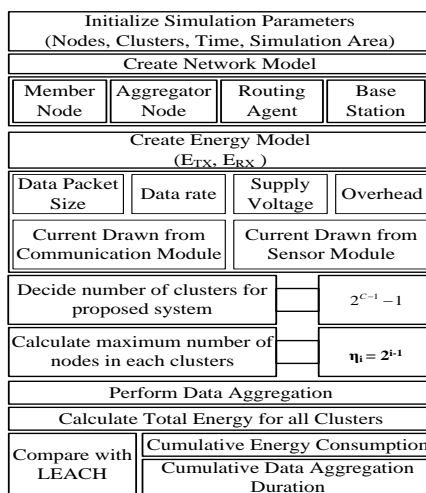 Initialize Simulation Parameters
(Nodes, Clusters, Time, Simulation Area)
Create Network Model
Member
Node
Aggregator
Node
Routing
Agent
Base
Station
Create Energy Model
(ETX, ERX )
Data Packet
Size
Data rate
Supply
Voltage
Overhead
Current Drawn from
Communication Module
Current Drawn from
Sensor Module
Decide number of clusters for
proposed system
2^{C-1} -1
Calculate maximum number of
nodes in each clusters
ηi = 2^{i-1}
Perform Data Aggregation
Calculate Total Energy for all Clusters
Compare with
LEACH
Cumulative Energy Consumption
Cumulative Data Aggregation
Duration